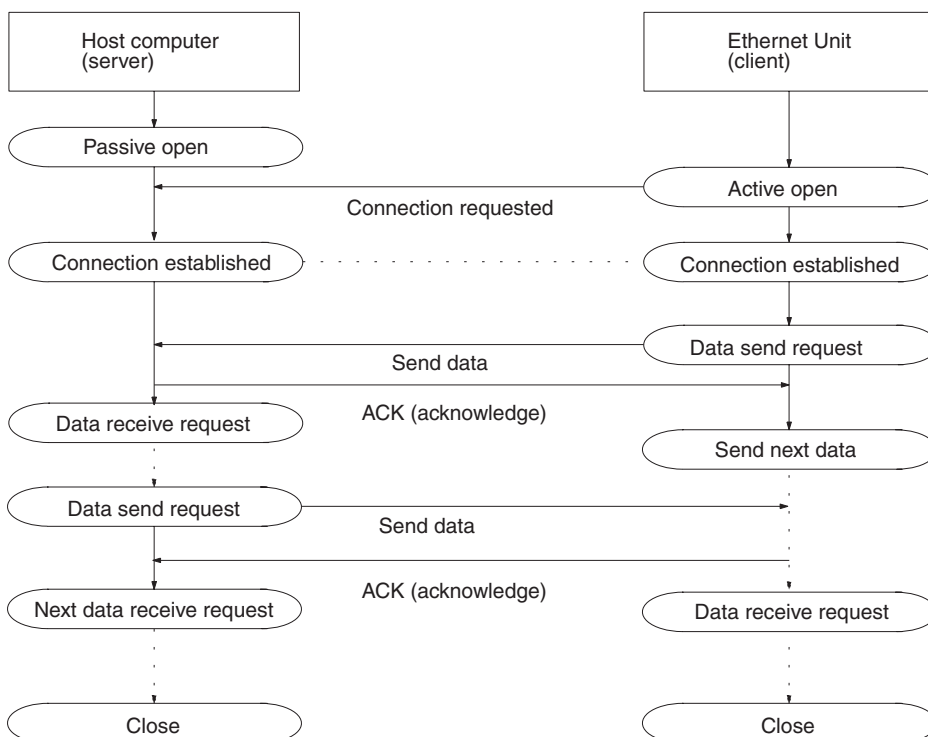 Host computer
(server)
Ethernet Unit
(client)
Passive open
Active open
Connection requested
Connection established
Connection established
Data send request
Send data
ACK (acknowledge)
Data receive request
Send next data
Data send request
Send data
ACK (acknowledge)
Next data receive request
Data receive request
Close
Close